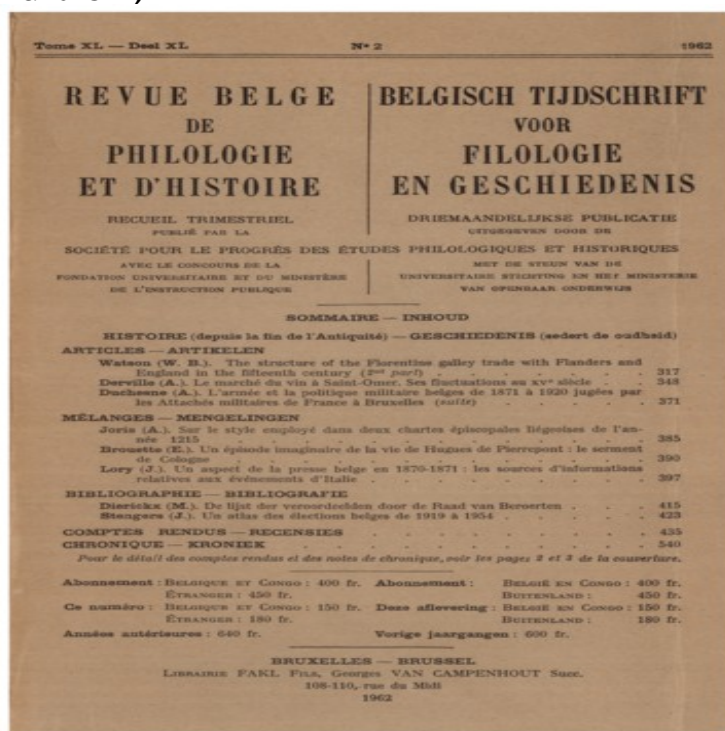 Tome XL — Deel XL N° 2 1962
REVUE BELGE
DE
PHILOLOGIE
ET D'HISTOIRE
RECUEIL TRIMESTRIEL
PUBLIÉ PAR LA
BELGISCH TIJDSCHRIFT
VOOR
FILOLOGIE
EN GESCHIEDENIS
DRIEMAANDELIJKSE PUBLICATIE
UITGEGEVEN DOOR DE
SOCIÉTÉ POUR LE PROGRÈS DES ÉTUDES PHILOLOGIQUES ET HISTORIQUES
AVEC LE CONCOURS DE LA
FONDATION UNIVERSITAIRE ET DU MINISTÈRE
DE L'INSTRUCTION PUBLIQUE
MET DE STEUN VAN DE
UNIVERSITAIRE STICHTING EN HET MINISTERIE
VAN OPENBAAR ONDERWIJS
SOMMAIRE — INHOUD
HISTOIRE (depuis la fin de l'Antiquité) — GESCHIEDENIS (sedert de oudheid)
ARTICLES — ARTIKELEN
Watson (W. B.). The structure of the Florentine galley trade with Flanders and
England in the fifteenth century (2nd part) . . . . . . 317
Derville (A.). Le marché du vin à Saint-Omer. Ses fluctuations au XVe siècle . . 348
Duchesne (A.). L'armée et la politique militaire belges de 1871 à 1920 jugées par
les Attachés militaires de France à Bruxelles (suite) . . . . . 371
MÉLANGES — MENGELINGEN
Joris (A.). Sur le style employé dans deux chartes épiscopales liégeoises de l'an-
née 1215 . . . . . . . . . . 385
Brouette (E.). Un épisode imaginaire de la vie de Hugues de Pierrepont : le serment
de Cologne . . . . . . . . . . 390
Lory (J.). Un aspect de la presse belge en 1870-1871 : les sources d'informations
relatives aux événements d'Italie . . . . . . . . 397
BIBLIOGRAPHIE — BIBLIOGRAFIE
Dierickx (M.). De lijst der veroordeelden door de Raad van Beroerten . . . 415
Stengers (J.). Un atlas des élections belges de 1919 à 1954 . . . . 423
COMPTES RENDUS — RECENSIES . . . . . . . 435
CHRONIQUE — KRONIEK . . . . . . . . 540
Pour le détail des comptes rendus et des notes de chronique, voir les pages 2 et 3 de la couverture.
Abonnement : BELGIQUE ET CONGO : 400 fr. Abonnement : BELGIË EN CONGO : 400 fr.
ÉTRANGER : 450 fr. BUITENLAND : 450 fr.
Ce numéro : BELGIQUE ET CONGO : 150 fr. Deze aflevering : BELGIË EN CONGO : 150 fr.
ÉTRANGER : 180 fr. BUITENLAND : 180 fr.
Années antérieures : 640 fr. Vorige jaargangen : 600 fr.
BRUXELLES — BRUSSEL
LIBRAIRIE FAKL FILS, Georges VAN CAMPENHOUT Succ.
108-110, rue du Midi
1962